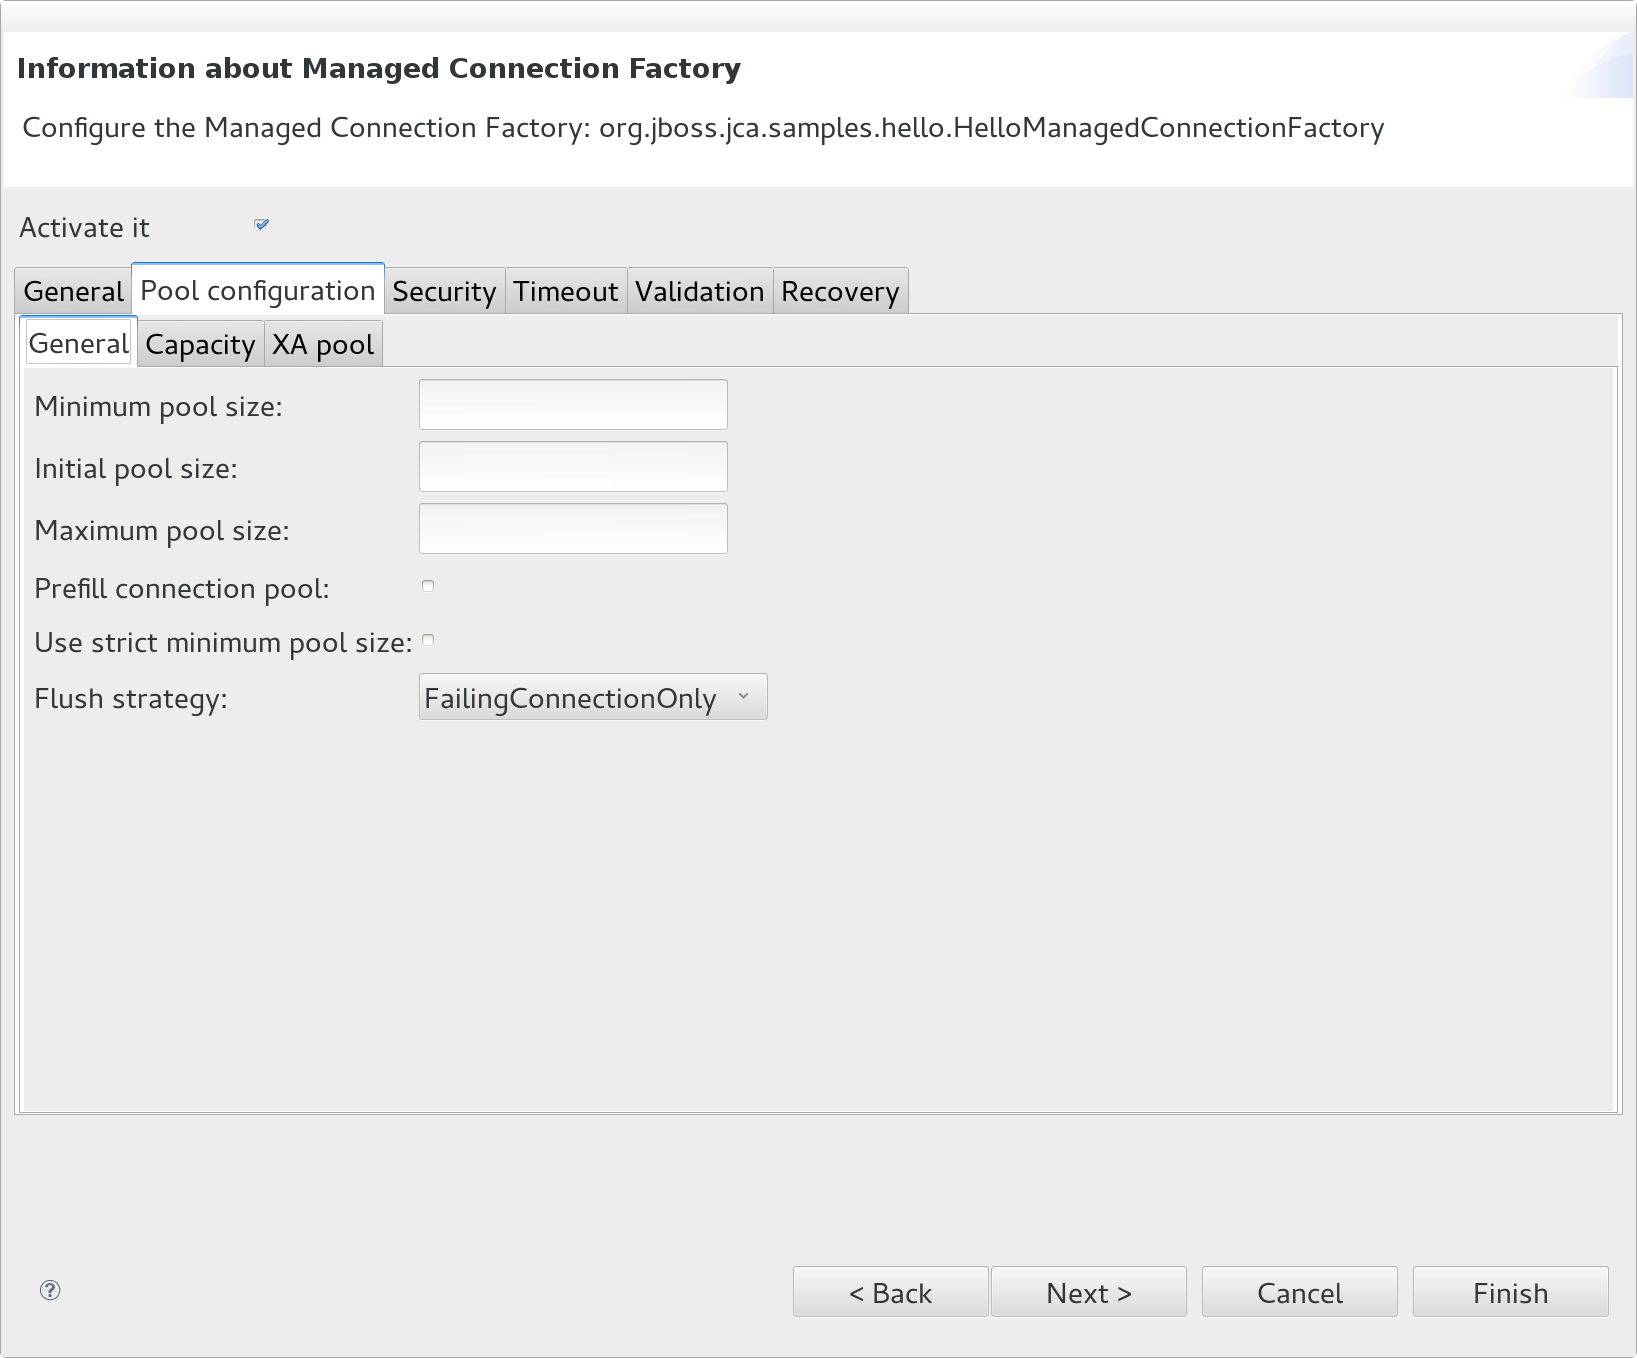 Information about Managed Connection Factory
Configure the Managed Connection Factory: org.jboss.jca.samples.hello.HelloManagedConnectionFactory
Activate it
General Pool configuration Security Timeout Validation Recovery
General Capacity XA pool
Minimum pool size:
Initial pool size:
Maximum pool size:
Prefill connection pool:
Use strict minimum pool size:
Flush strategy: FailingConnectionOnly
? < Back Next > Cancel Finish